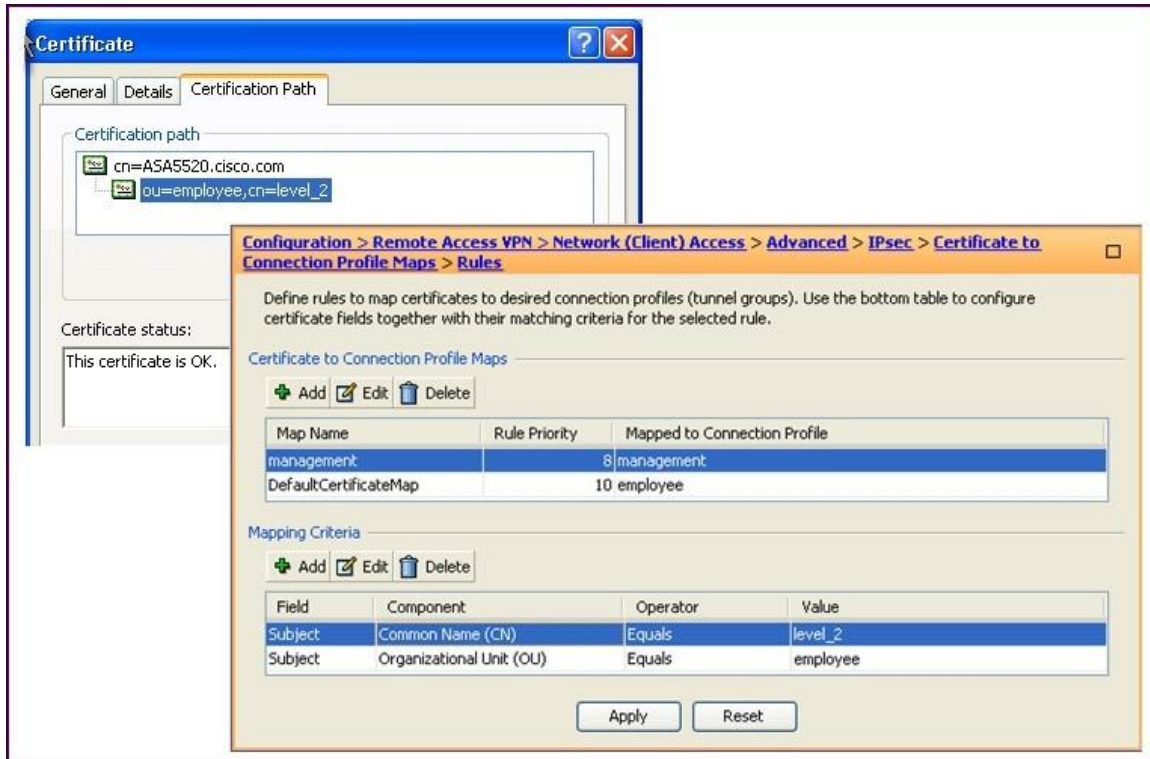 Certificate
General Details Certification Path
Certification path
cn=ASA5520.cisco.com
ou=employee,cn=level_2
Certificate status:
This certificate is OK.
Configuration > Remote Access VPN > Network (Client) Access > Advanced > IPsec > Certificate to
Connection Profile Maps > Rules
Define rules to map certificates to desired connection profiles (tunnel groups). Use the bottom table to configure
certificate fields together with their matching criteria for the selected rule.
Certificate to Connection Profile Maps
Add Edit Delete
Map Name Rule Priority Mapped to Connection Profile
management 8 management
DefaultCertificateMap 10 employee
Mapping Criteria
Add Edit Delete
Field Component Operator Value
Subject Common Name (CN) Equals level_2
Subject Organizational Unit (OU) Equals employee
Apply Reset